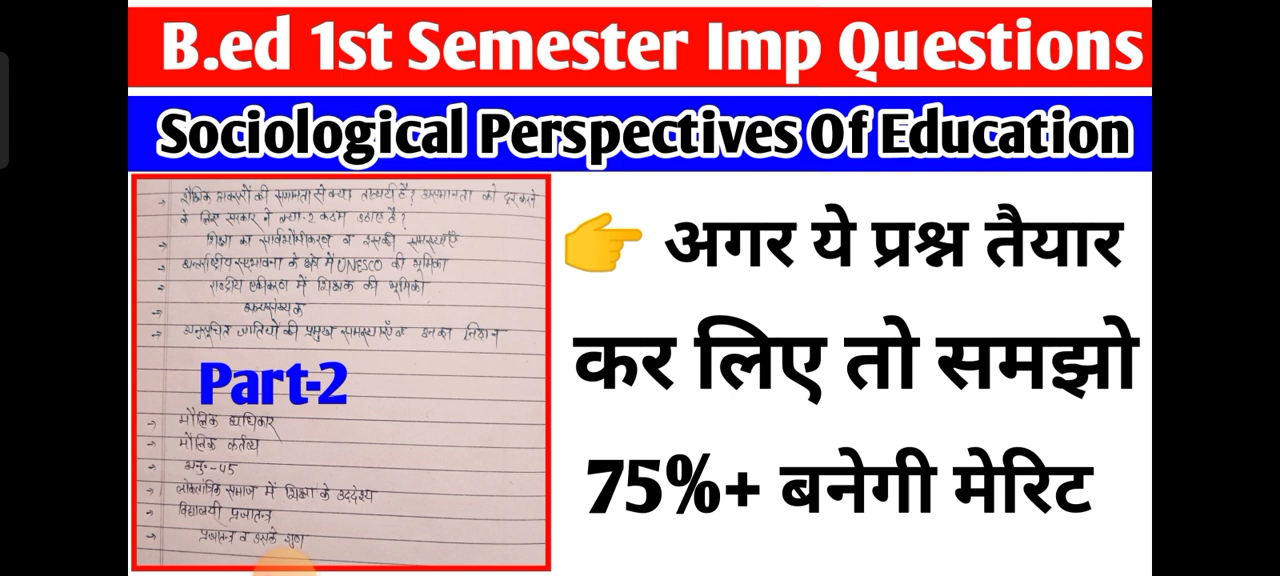 B.ed 1st Semester Imp Questions
Sociological Perspectives Of Education
→ शैक्षिक अवसरों की समानता से क्या तात्पर्य है? असमानता को दूर करने
के लिए सरकार ने क्या-2 कदम उठाए है?
→ शिक्षा का सार्वभौमीकरण व इसकी समस्याएँ
→ अन्तर्राष्ट्रीय सद्भावना के क्षेत्र में UNESCO की भूमिका
→ राष्ट्रीय एकीकरण में शिक्षक की भूमिका
→ अल्पसंख्यक
→ अनुसूचित जातियों की प्रमुख समस्याएँ उनका
Part-2
→ मौलिक अधिकार
→ मौलिक कर्तव्य
→ अनु॰-45
→ लोकतांत्रिक समाज में शिक्षा के उददेश्य
→ विद्यालयी प्रजातन्त्र
→ प्रजातन्त्र व उसके गुण
👉 अगर ये प्रश्न तैयार
कर लिए तो समझो
75%+ बनेगी मेरिट